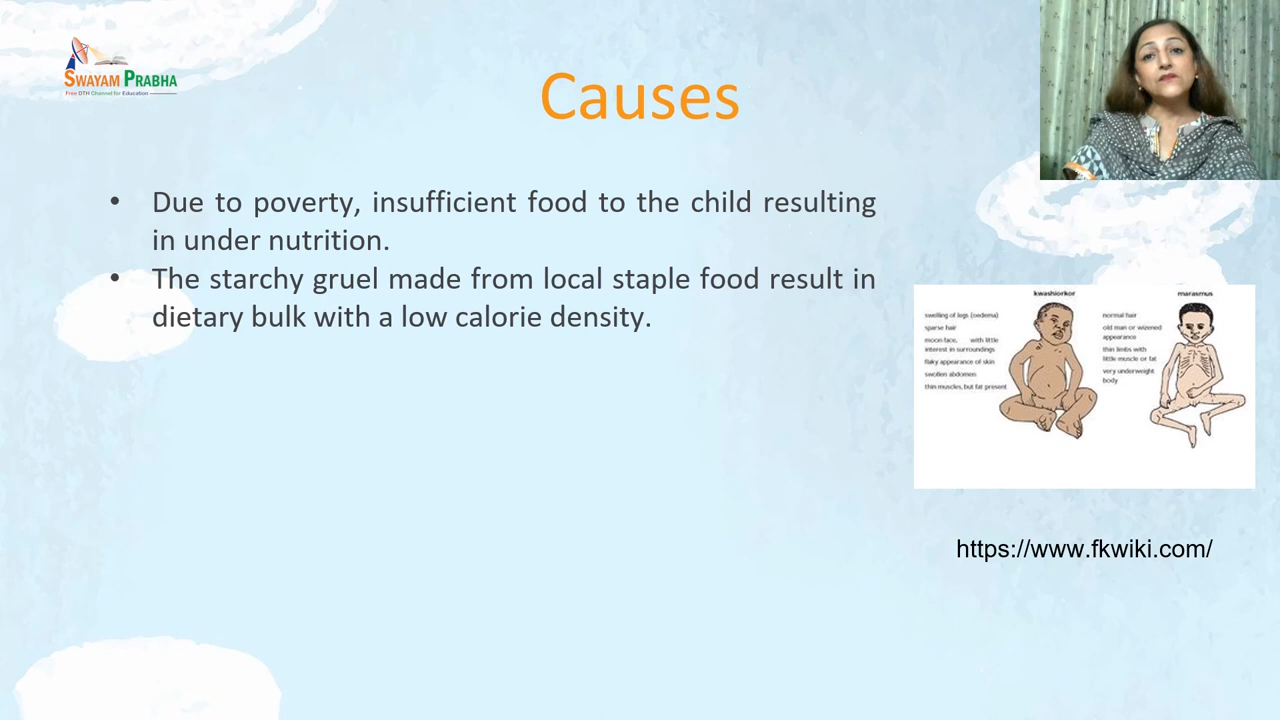 SWAYAM PRABHA
Free DTH Channel for Education
Causes
• Due to poverty, insufficient food to the child resulting
in under nutrition.
• The starchy gruel made from local staple food result in
dietary bulk with a low calorie density.
kwashiorkor
swelling of legs (oedema)
sparse hair
moon face, with little
interest in surroundings
flaky appearance of skin
swollen abdomen
thin muscles, but fat present
marasmus
normal hair
old man or wizened
appearance
thin limbs with
little muscle or fat
very underweight
body
https://www.fkwiki.com/